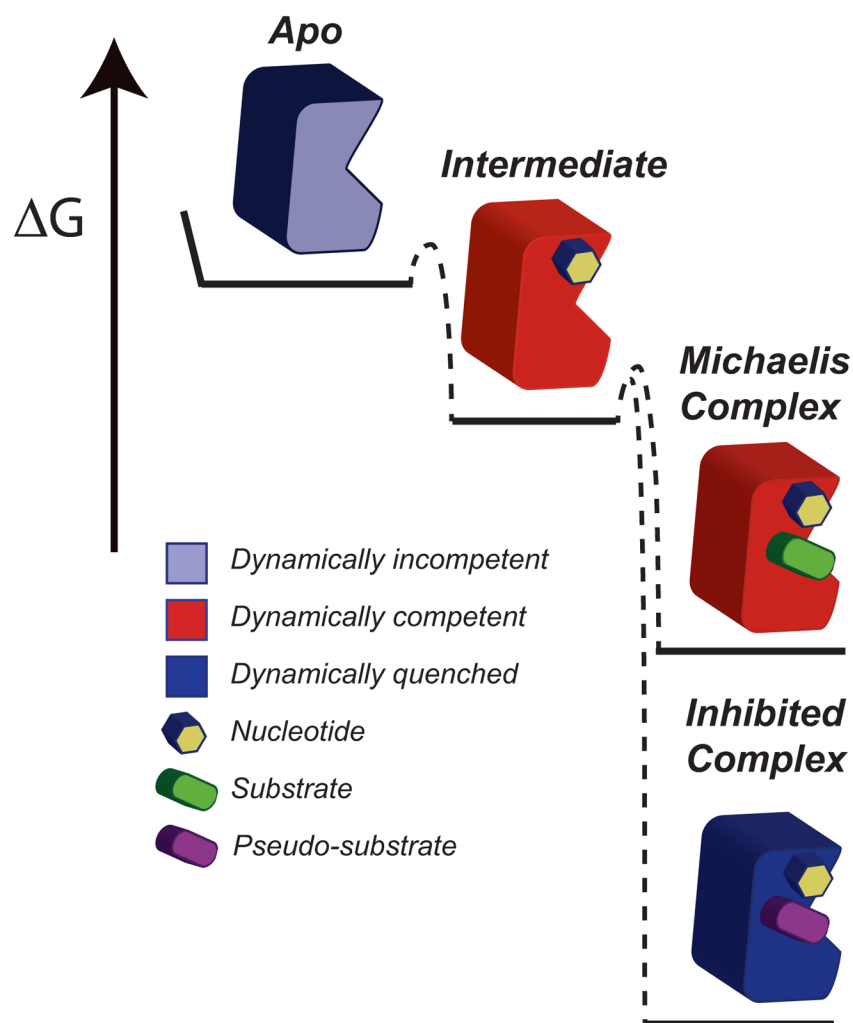 Apo
Intermediate
ΔG
Michaelis
Complex
Dynamically incompetent
Dynamically competent
Dynamically quenched
Nucleotide
Substrate
Pseudo-substrate
Inhibited
Complex